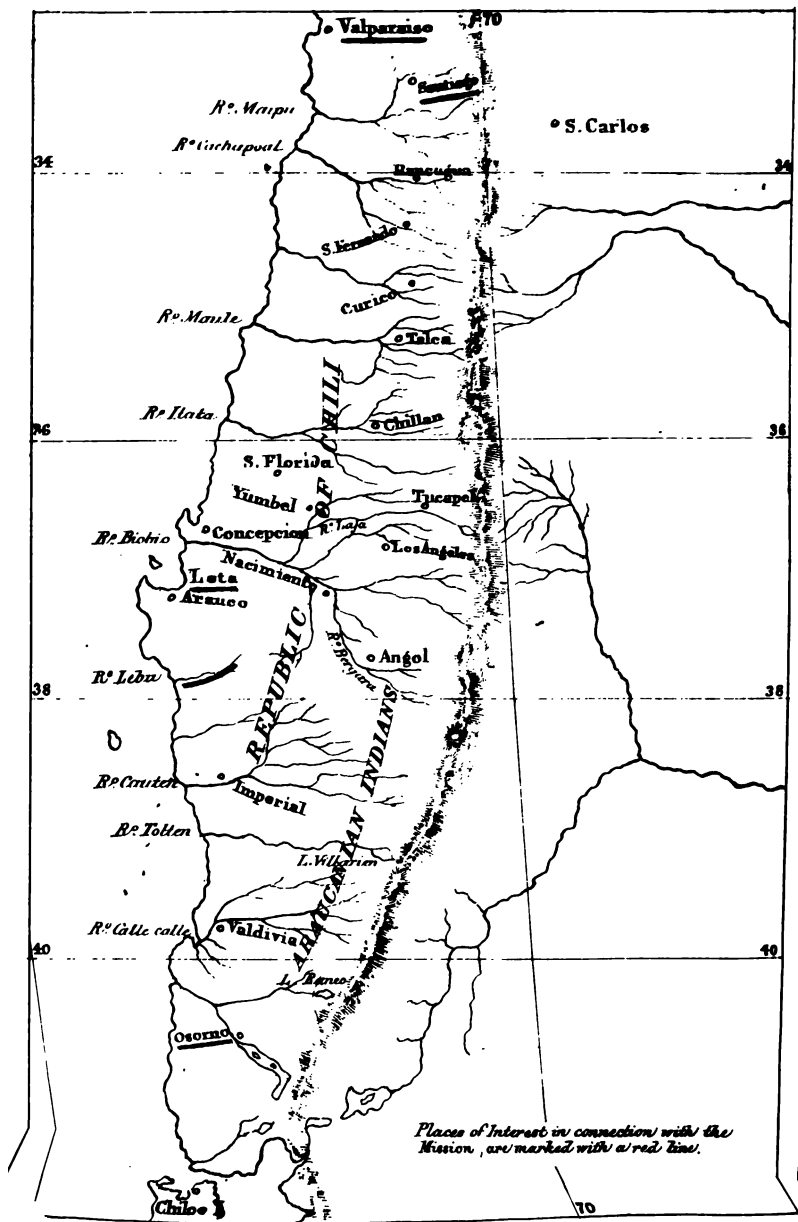 70
Valparaiso
Santiago
Rº. Maipu
S. Carlos
Rº. Cachapoal
34
34
Rancagua
S. Fernando
Curico
Rº. Maule
Talca
Rº. Itata
Chillan
36
36
S. Florida
Yumbel
Tucapel
Rº. Laja
Concepcion
Rº. Biobio
Los Angeles
Nacimiento
Lota
Arauco
Angol
Rº. Bergara
Rº. Lebu
38
38
REPUBLIC OF CHILI
ARAUCANIAN INDIANS
Rº. Cauten
Imperial
Rº. Tolten
L. Villarica
Rº. Calle calle
Valdivia
40
40
L. Ranco
Osorno
Places of Interest in connection with the
Mission, are marked with a red line.
Chiloe I
70